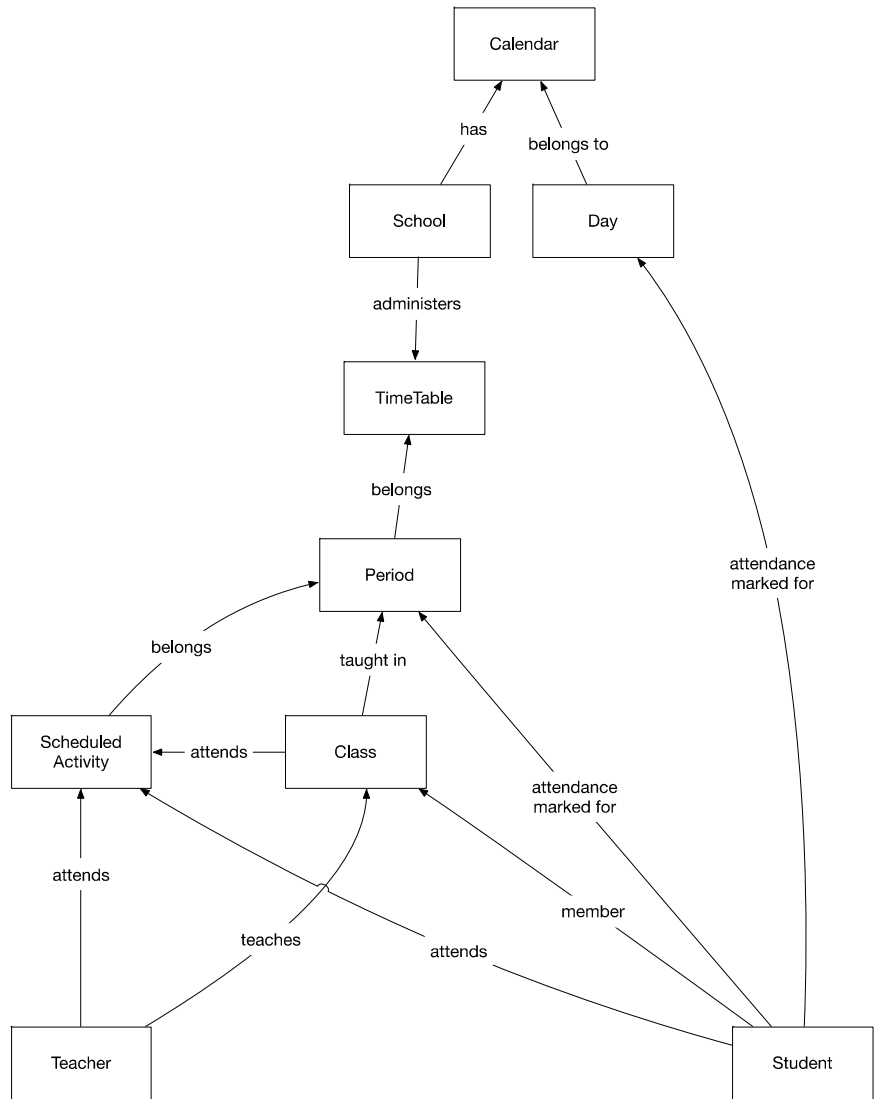 Calendar
has
belongs to
School
Day
administers
TimeTable
belongs
attendance
marked for
Period
belongs
taught in
Scheduled
Activity
attends
Class
attendance
marked for
attends
member
teaches
attends
Teacher
Student